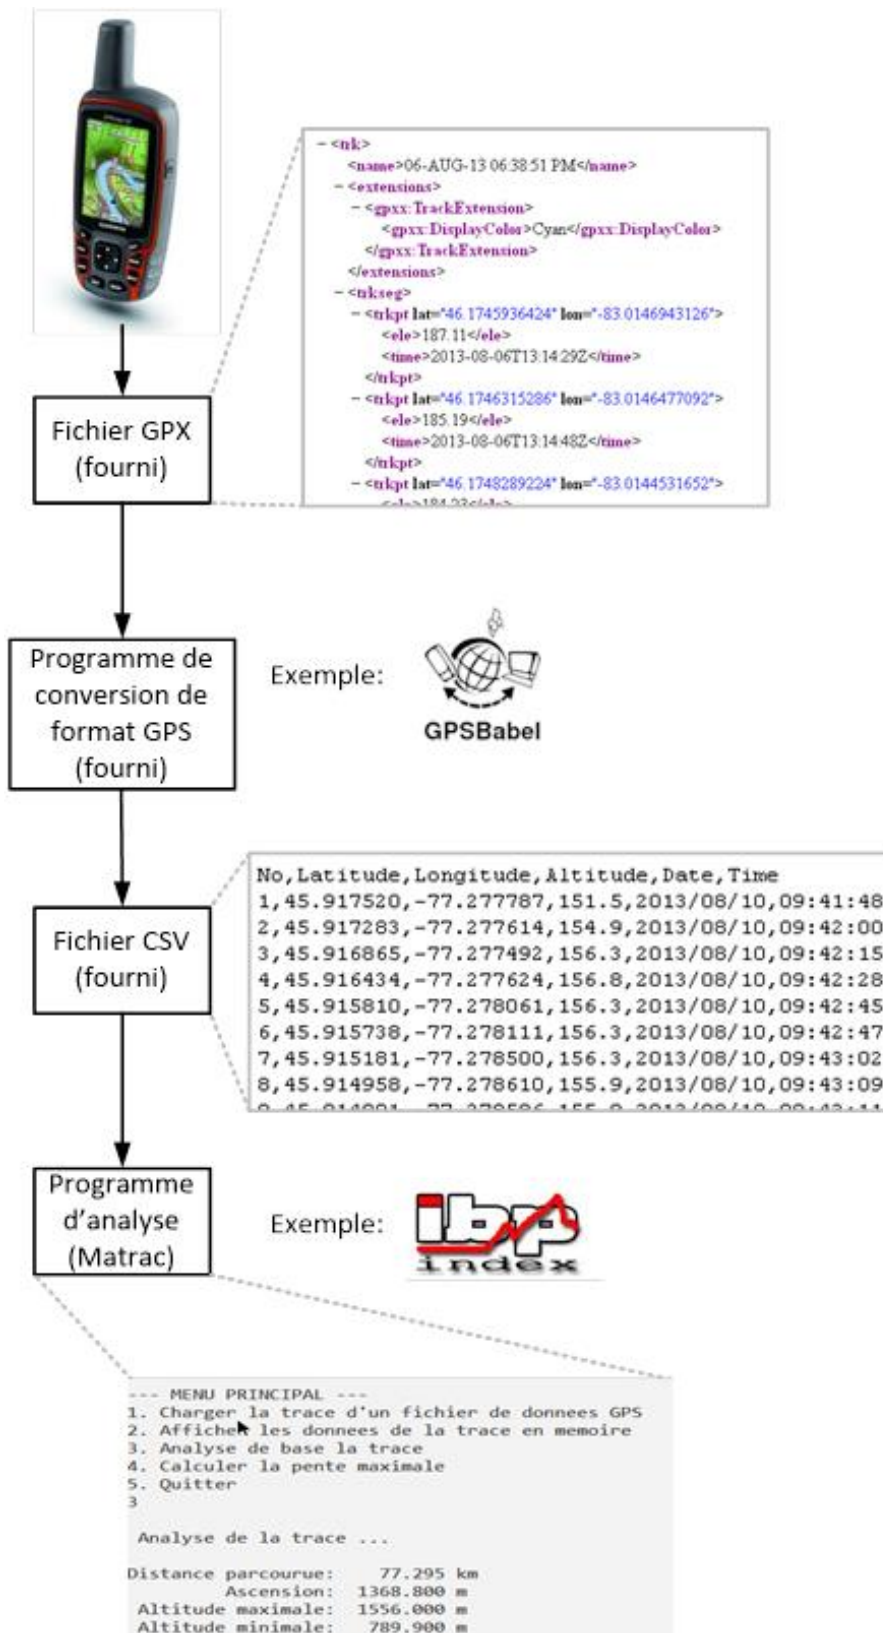 - <trk>
<name>06-AUG-13 06:38:51 PM</name>
- <extensions>
- <gpxx:TrackExtension>
<gpxx:DisplayColor>Cyan</gpxx:DisplayColor>
</gpxx:TrackExtension>
</extensions>
- <trkseg>
- <trkpt lat="46.1745936424" lon="-83.0146943126">
<ele>187.11</ele>
<time>2013-08-06T13:14:29Z</time>
</trkpt>
- <trkpt lat="46.1746315286" lon="-83.0146477092">
<ele>185.19</ele>
<time>2013-08-06T13:14:48Z</time>
</trkpt>
- <trkpt lat="46.1748289224" lon="-83.0144531652">
<ele>184.23</ele>
Fichier GPX
(fourni)
Programme de
conversion de
format GPS
(fourni)
Exemple:
GPSBabel
No,Latitude,Longitude,Altitude,Date,Time
1,45.917520,-77.277787,151.5,2013/08/10,09:41:48
2,45.917283,-77.277614,154.9,2013/08/10,09:42:00
3,45.916865,-77.277492,156.3,2013/08/10,09:42:15
4,45.916434,-77.277624,156.8,2013/08/10,09:42:28
5,45.915810,-77.278061,156.3,2013/08/10,09:42:45
6,45.915738,-77.278111,156.3,2013/08/10,09:42:47
7,45.915181,-77.278500,156.3,2013/08/10,09:43:02
8,45.914958,-77.278610,155.9,2013/08/10,09:43:09
Fichier CSV
(fourni)
Programme
d'analyse
(Matrac)
Exemple:
ibp
index
--- MENU PRINCIPAL ---
1. Charger la trace d'un fichier de donnees GPS
2. Afficher les donnees de la trace en memoire
3. Analyse de base la trace
4. Calculer la pente maximale
5. Quitter
3
Analyse de la trace ...
Distance parcourue: 77.295 km
Ascension: 1368.800 m
Altitude maximale: 1556.000 m
Altitude minimale: 789.900 m